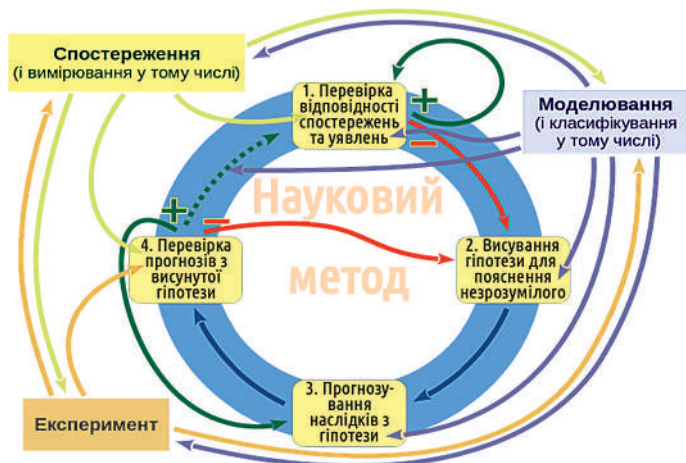 Спостереження
(і вимірювання у тому числі)
1. Перевірка
відповідності
спостережень
та уявлень
+
−
Моделювання
(і класифікування
у тому числі)
Науковий
метод
+
−
4. Перевірка
прогнозів з
висунутої
гіпотези
2. Висування
гіпотези для
пояснення
незрозумілого
3. Прогнозу-
вання
наслідків з
гіпотези
Експеримент